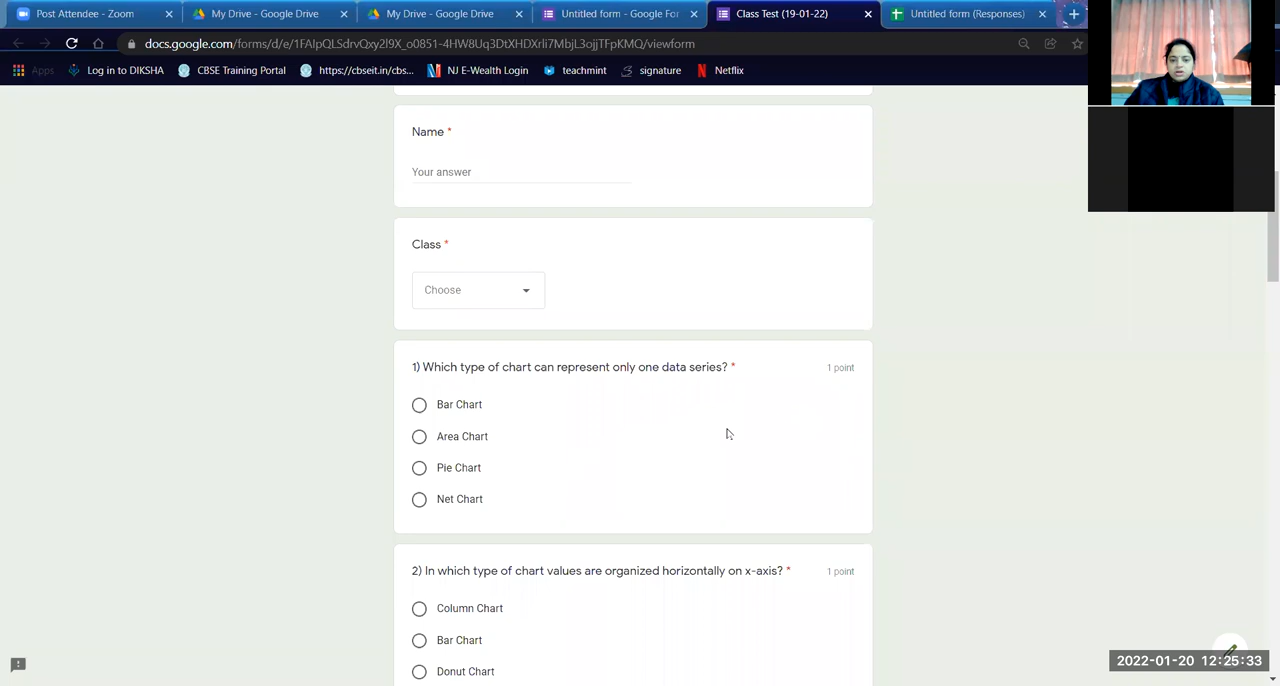 Post Attendee - Zoom
My Drive - Google Drive
My Drive - Google Drive
Untitled form - Google For
Class Test (19-01-22)
Untitled form (Responses)
docs.google.com/forms/d/e/1FAIpQLSdrvQxy2l9X_o0851-4HW8Uq3DtXHDXrli7MbjL3ojjTFpKMQ/viewform
Apps
Log in to DIKSHA
CBSE Training Portal
https://cbseit.in/cbs...
NJ E-Wealth Login
teachmint
signature
Netflix
Name *
Your answer
Class *
Choose
1) Which type of chart can represent only one data series? *
1 point
Bar Chart
Area Chart
Pie Chart
Net Chart
2) In which type of chart values are organized horizontally on x-axis? *
1 point
Column Chart
Bar Chart
Donut Chart
2022-01-20 12:25:33